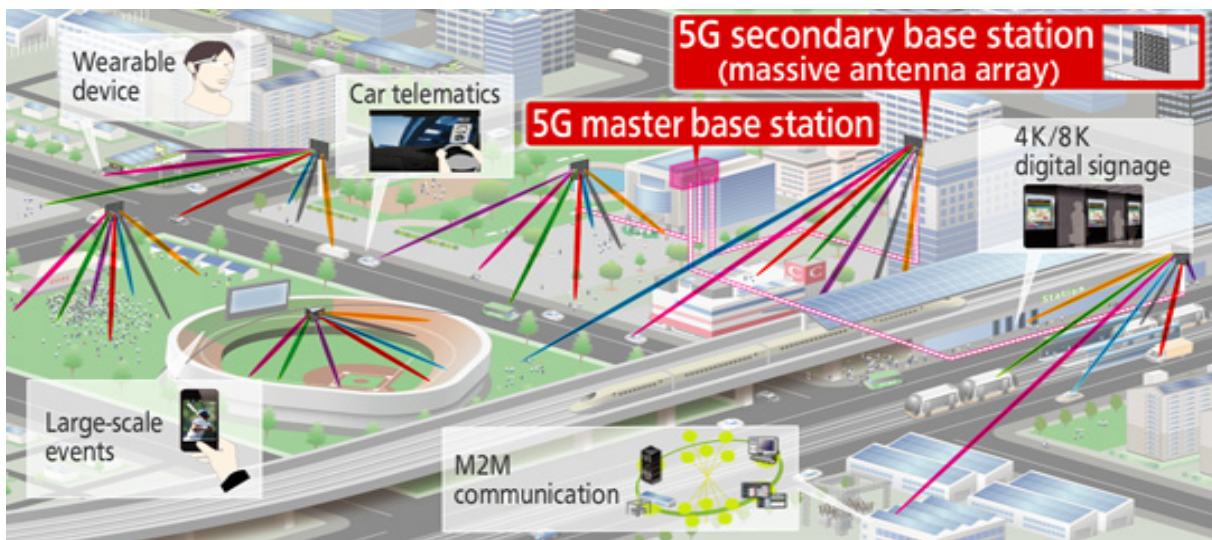 Wearable
device
Car telematics
5G secondary base station
(massive antenna array)
5G master base station
4K/8K
digital signage
Station
Large-scale
events
M2M
communication